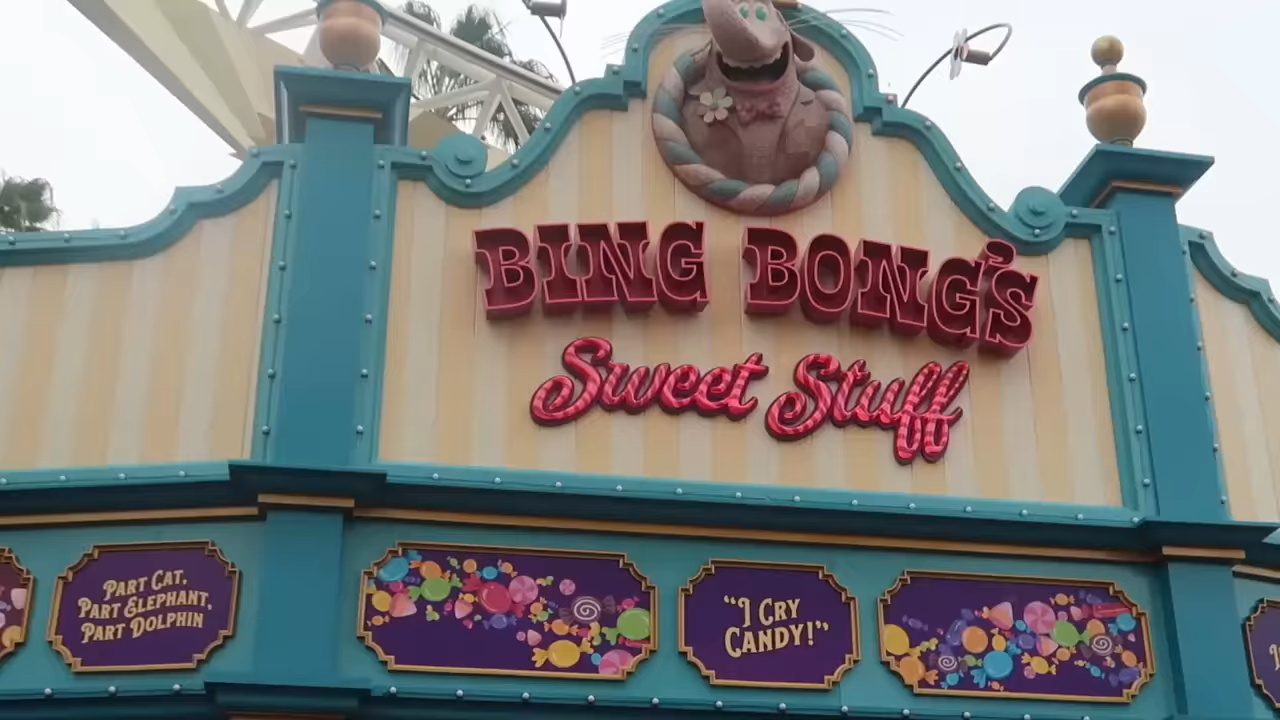 BING BONG'S
Sweet Stuff
PART CAT,
PART ELEPHANT,
PART DOLPHIN
"I CRY
CANDY!"